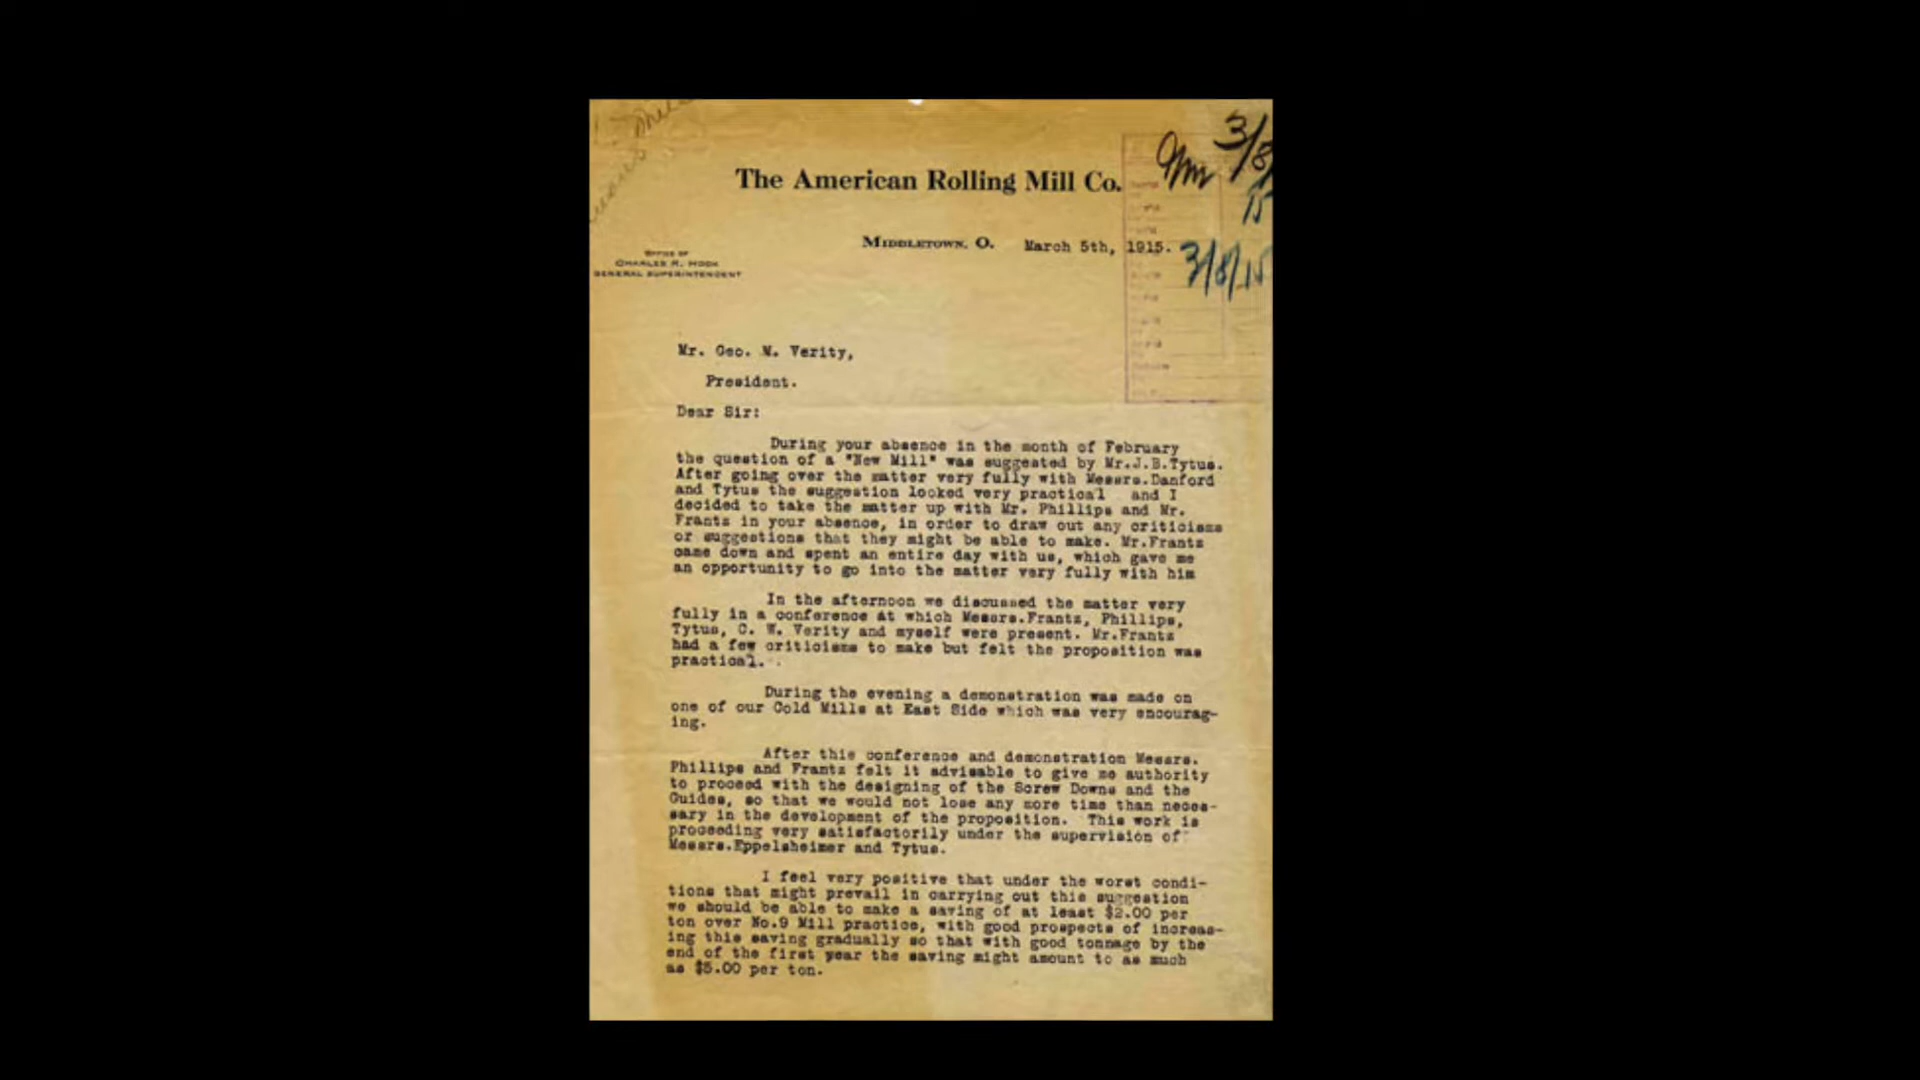 The American Rolling Mill Co.
3/8/
15
MIDDLETOWN, O. March 5th, 1915.
3/8/15
OFFICE OF
CHARLES R. HOOK
GENERAL SUPERINTENDENT
Mr. Geo. M. Verity,
President.
Dear Sir:
During your absence in the month of February
the question of a "New Mill" was suggested by Mr.J.B.Tytus.
After going over the matter very fully with Messrs.Danford
and Tytus the suggestion looked very practical and I
decided to take the matter up with Mr. Phillips and Mr.
Frantz in your absence, in order to draw out any criticisms
or suggestions that they might be able to make. Mr.Frantz
came down and spent an entire day with us, which gave me
an opportunity to go into the matter very fully with him
In the afternoon we discussed the matter very
fully in a conference at which Messrs.Frantz, Phillips,
Tytus, C. W. Verity and myself were present. Mr.Frantz
had a few criticisms to make but felt the proposition was
practical.
During the evening a demonstration was made on
one of our Cold Mills at East Side which was very encourag-
ing.
After this conference and demonstration Messrs.
Phillips and Frantz felt it advisable to give me authority
to proceed with the designing of the Screw Downs and the
Guides, so that we would not lose any more time than neces-
sary in the development of the proposition. This work is
proceeding very satisfactorily under the supervision of
Messrs.Eppelsheimer and Tytus.
I feel very positive that under the worst condi-
tions that might prevail in carrying out this suggestion
we should be able to make a saving of at least $2.00 per
ton over No.9 Mill practice, with good prospects of increas-
ing this saving gradually so that with good tonnage by the
end of the first year the saving might amount to as much
as $5.00 per ton.